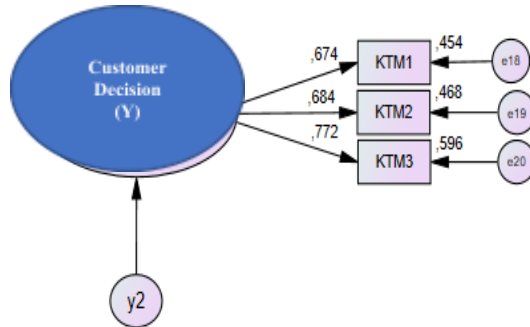 Customer
Decision
(Y)
,674
KTM1
,454
e18
,684
KTM2
,468
e19
,772
KTM3
,596
e20
y2